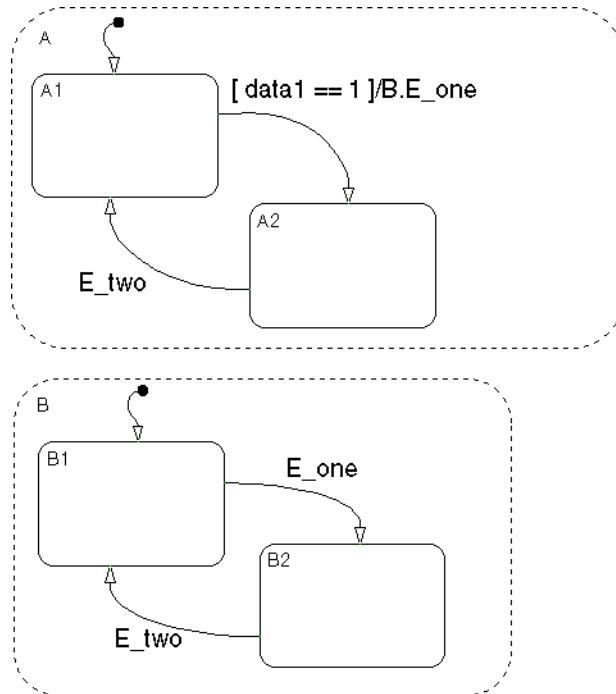 A
A1
[ data1 == 1 ]/B.E_one
A2
E_two
B
B1
E_one
B2
E_two